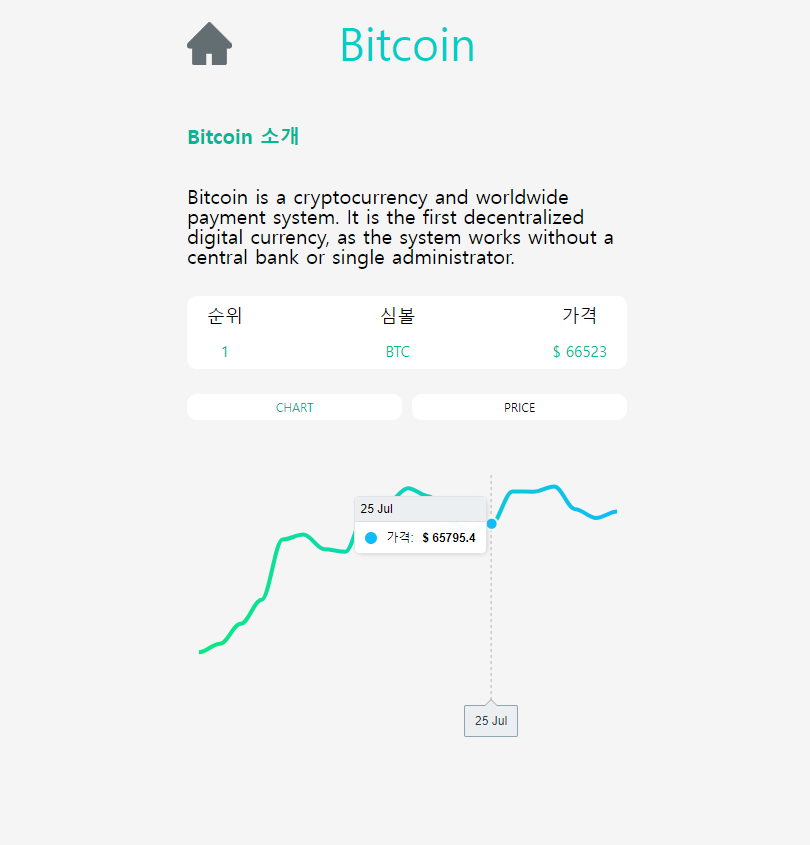 Bitcoin
Bitcoin 소개
Bitcoin is a cryptocurrency and worldwide
payment system. It is the first decentralized
digital currency, as the system works without a
central bank or single administrator.
순위 심볼 가격
1 BTC $ 66523
CHART PRICE
25 Jul
가격: $ 65795.4
25 Jul